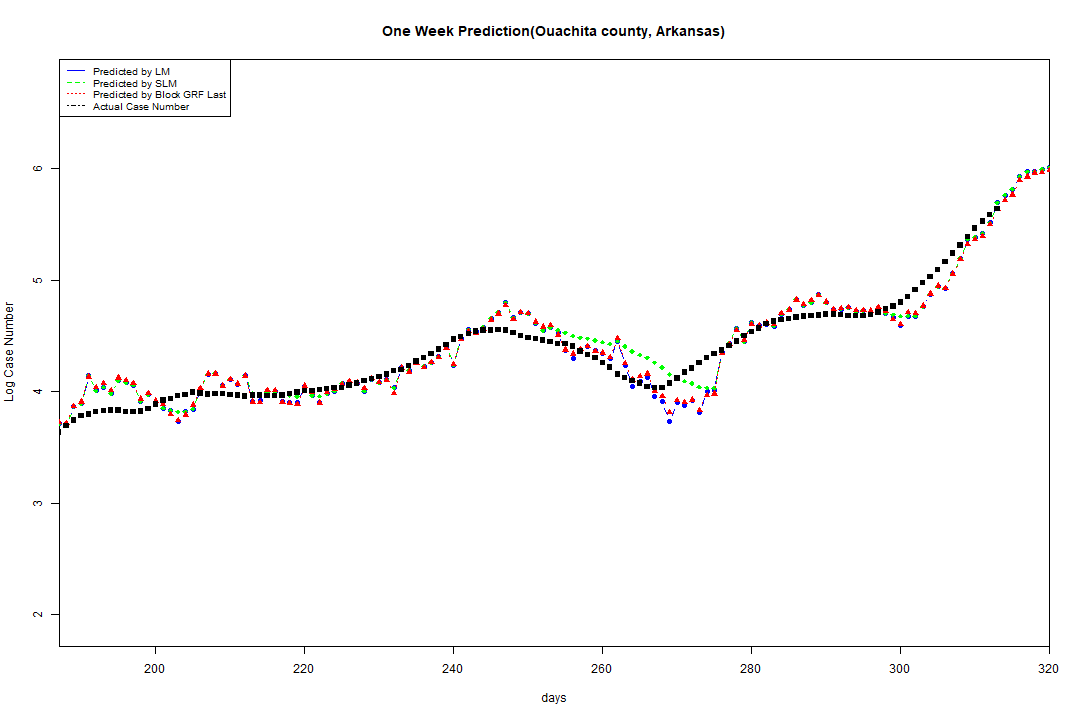 One Week Prediction(Ouachita county, Arkansas)
Predicted by LM
Predicted by SLM
Predicted by Block GRF Last
Actual Case Number
Log Case Number
6
5
4
3
2
200 220 240 260 280 300 320
days